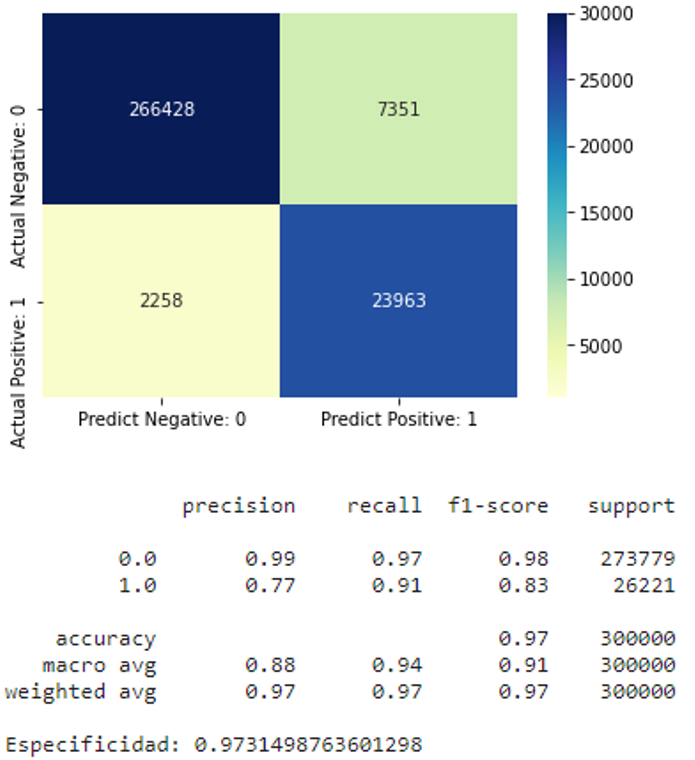 30000
266428 7351
25000
Actual Negative: 0
20000
15000
2258 23963
10000
Actual Positive: 1
5000
Predict Negative: 0 Predict Positive: 1
precision recall f1-score support
0.0 0.99 0.97 0.98 273779
1.0 0.77 0.91 0.83 26221
accuracy 0.97 300000
macro avg 0.88 0.94 0.91 300000
weighted avg 0.97 0.97 0.97 300000
Especificidad: 0.9731498763601298